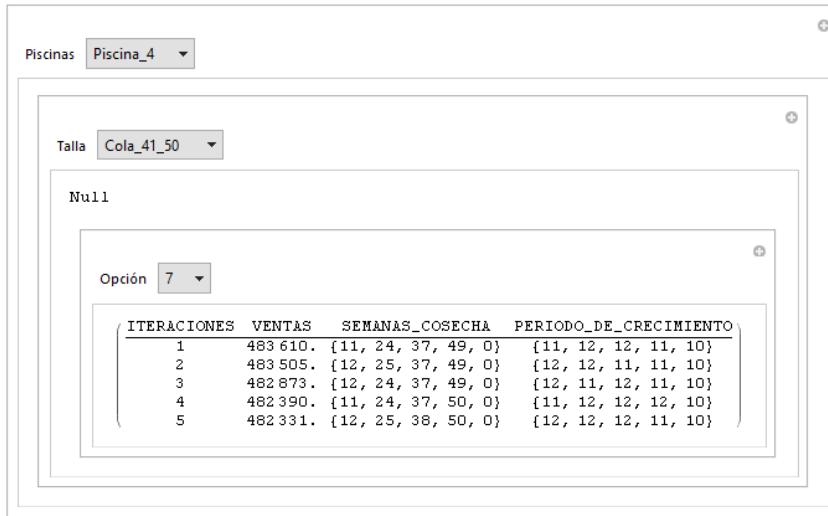 Piscinas Piscina_4
Talla Cola_41_50
Null
Opción 7
ITERACIONES VENTAS SEMANAS_COSECHA PERIODO_DE_CRECIMIENTO
1 483 610. {11, 24, 37, 49, 0} {11, 12, 12, 11, 10}
2 483 505. {12, 25, 37, 49, 0} {12, 12, 11, 11, 10}
3 482 873. {12, 24, 37, 49, 0} {12, 11, 12, 11, 10}
4 482 390. {11, 24, 37, 50, 0} {11, 12, 12, 12, 10}
5 482 331. {12, 25, 38, 50, 0} {12, 12, 12, 11, 10}